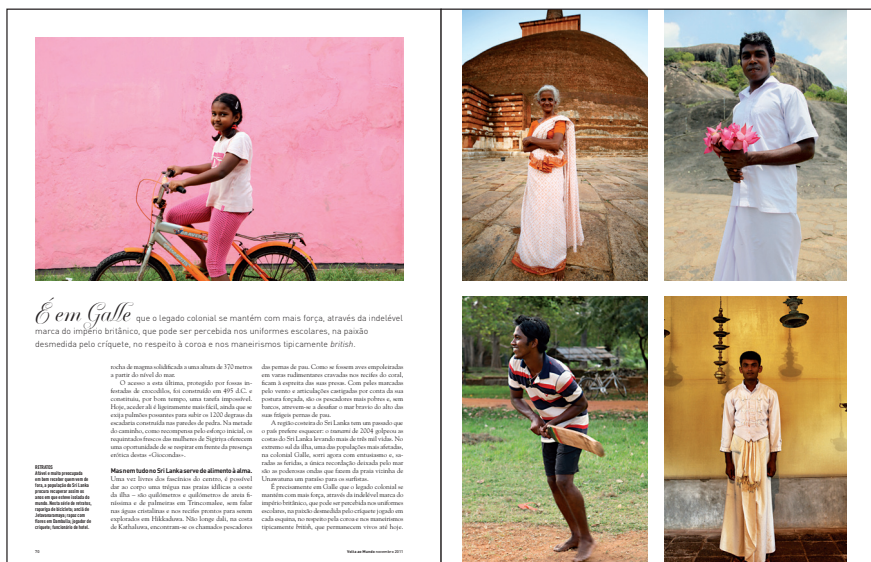 É em Galle que o legado colonial se mantém com mais força, através da indelével
marca do império britânico, que pode ser percebida nos uniformes escolares, na paixão
desmedida pelo críquete, no respeito à coroa e nos maneirismos tipicamente british.
RETRATOS
Afável e muito preocupada
em bem receber quem vem de
fora, a população do Sri Lanka
procura recuperar assim os
anos em que esteve isolada do
mundo. Nesta série de retratos,
rapariga de bicicleta; anciã do
Jetavanaramaya; rapaz com
flores em Dambulla; jogador de
críquete; funcionário de hotel.
rocha de magma solidificada a uma altura de 370 metros
a partir do nível do mar.
O acesso a esta última, protegido por fossas in-
festadas de crocodilos, foi construído em 495 d.C. e
constituiu, por bom tempo, uma tarefa impossível.
Hoje, aceder ali é ligeiramente mais fácil, ainda que se
exija pulmões possantes para subir os 1200 degraus da
escadaria construída nas paredes de pedra. Na metade
do caminho, como recompensa pelo esforço inicial, os
requintados frescos das mulheres de Sigiriya oferecem
uma oportunidade de se respirar em frente da presença
erótica destas «Giocondas».
Mas nem tudo no Sri Lanka serve de alimento à alma.
Uma vez livres dos fascínios do centro, é possível
dar ao corpo uma trégua nas praias idílicas a oeste
da ilha – são quilómetros e quilómetros de areia fi-
níssima e de palmeiras em Trincomalee, sem falar
nas águas cristalinas e nos recifes prontos para serem
explorados em Hikkaduwa. Não longe dali, na costa
de Kathaluwa, encontram-se os chamados pescadores
das pernas de pau. Como se fossem aves empoleiradas
em varas rudimentares cravadas nos recifes do coral,
ficam à espreita das suas presas. Com peles marcadas
pelo vento e articulações castigadas por conta da sua
postura forçada, são os pescadores mais pobres e, sem
barcos, atrevem-se a desafiar o mar bravio do alto das
suas frágeis pernas de pau.
A região costeira do Sri Lanka tem um passado que
o país prefere esquecer: o tsunami de 2004 golpeou as
costas do Sri Lanka levando mais de três mil vidas. No
extremo sul da ilha, uma das populações mais afetadas,
na colonial Galle, sorri agora com entusiasmo e, sa-
radas as feridas, a única recordação deixada pelo mar
são as poderosas ondas que fazem da praia vizinha de
Unawatuna um paraíso para os surfistas.
É precisamente em Galle que o legado colonial se
mantém com mais força, através da indelével marca do
império britânico, que pode ser percebida nos uniformes
escolares, na paixão desmedida pelo críquete jogado em
cada esquina, no respeito pela coroa e nos maneirismos
tipicamente british, que permanecem vivos até hoje.
70
Volta ao Mundo novembro 2011